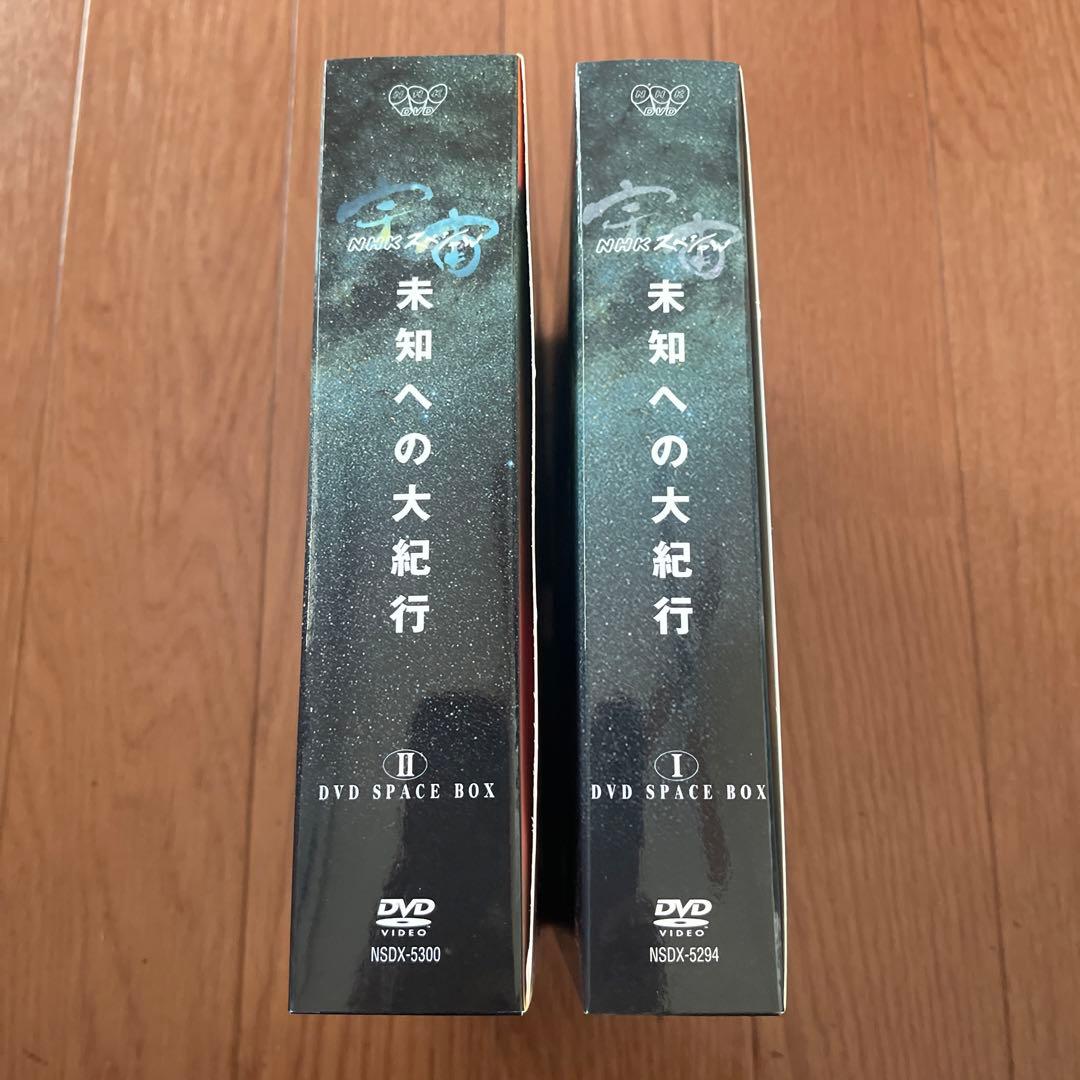 NHK
DVD
宇宙
NHKスペシャル
未知への大紀行
II
DVD SPACE BOX
DVD
VIDEO
NSDX-5300
NHK
DVD
宇宙
NHKスペシャル
未知への大紀行
I
DVD SPACE BOX
DVD
VIDEO
NSDX-5294